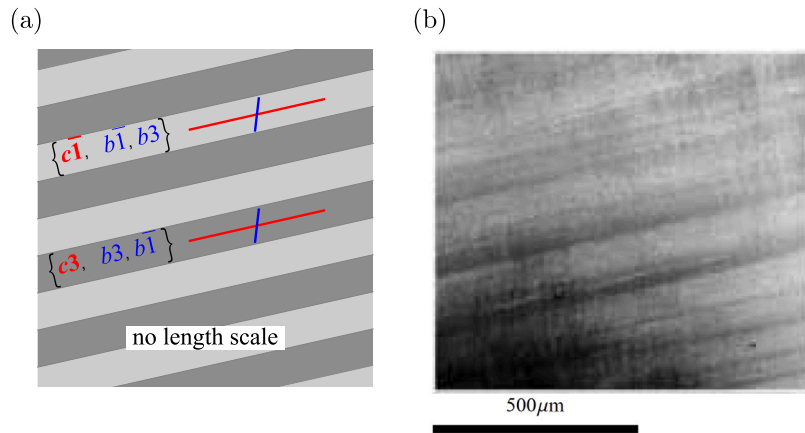 (a)
(b)
{c1̅, b1̅, b3}
{c3, b3, b1̅}
no length scale
500μm